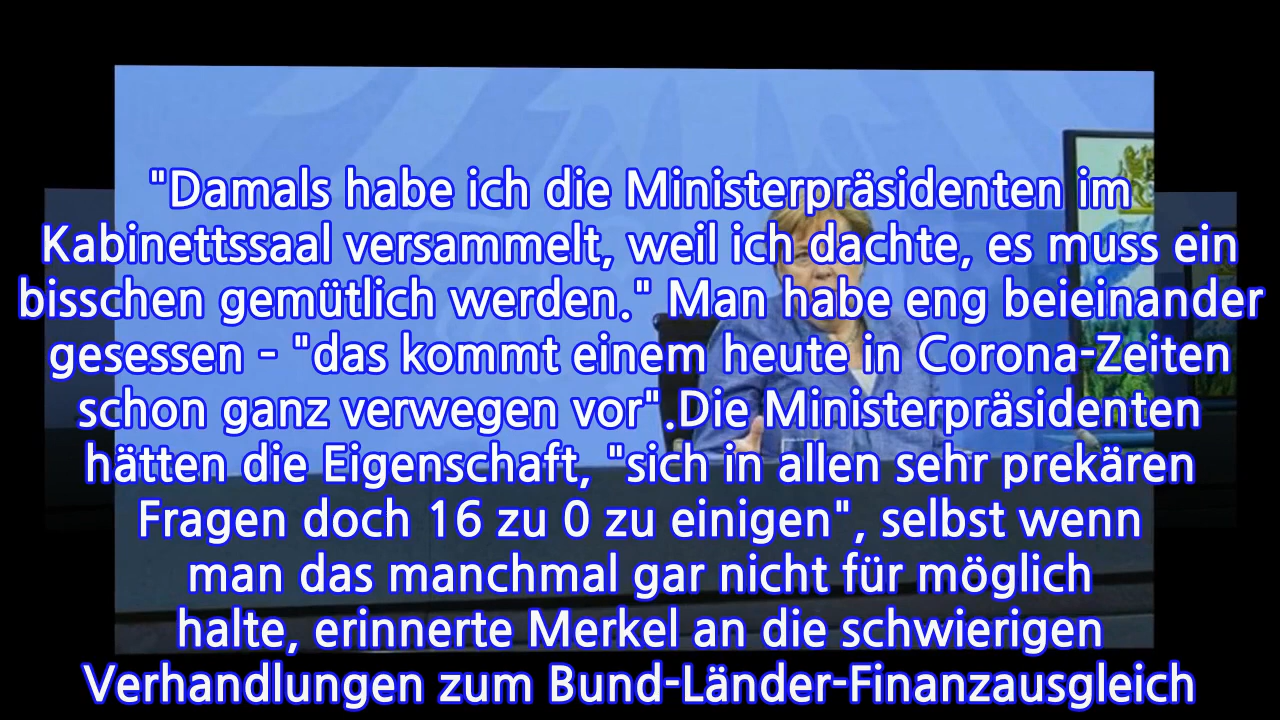 "Damals habe ich die Ministerpräsidenten im
Kabinettssaal versammelt, weil ich dachte, es muss ein
bisschen gemütlich werden." Man habe eng beieinander
gesessen - "das kommt einem heute in Corona-Zeiten
schon ganz verwegen vor".Die Ministerpräsidenten
hätten die Eigenschaft, "sich in allen sehr prekären
Fragen doch 16 zu 0 zu einigen", selbst wenn
man das manchmal gar nicht für möglich
halte, erinnerte Merkel an die schwierigen
Verhandlungen zum Bund-Länder-Finanzausgleich